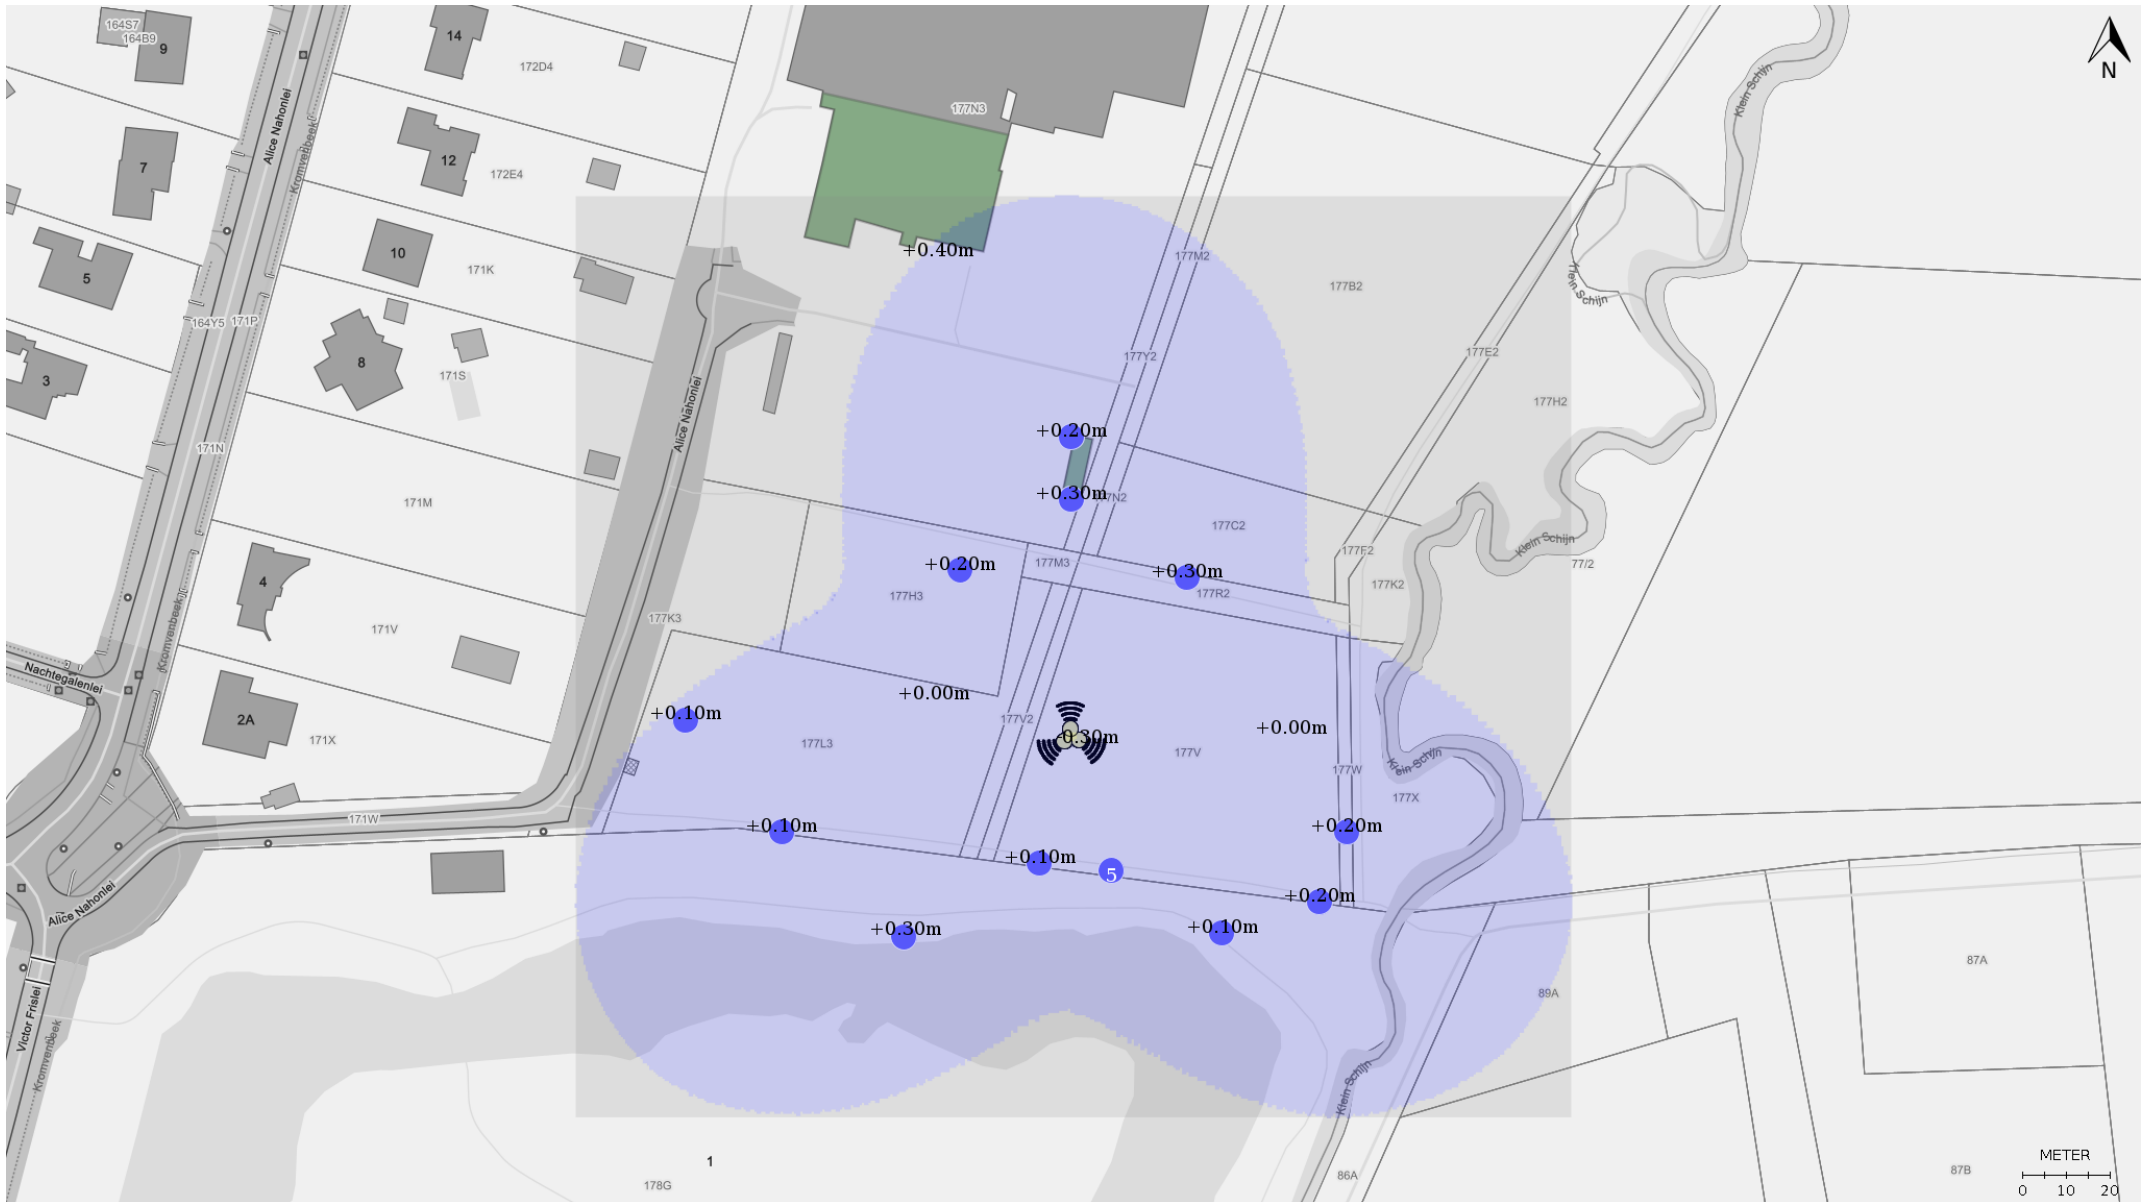 164S7
164B9
9
14
172D4
N
177N3
Klein Schijn
Alice Nahonlei
Kromvenbeek
7
12
172E4
5
10
171K
+0.40m
177M2
177B2
Klein Schijn
164Y5
171P
3
8
171S
177Y2
177E2
177H2
Alice Nahonlei
+0.20m
171N
171M
+0.30m
177N2
177C2
Klein Schijn
177F2
77/2
4
+0.20m
177M3
+0.30m
177K2
177H3
177R2
177K3
171V
Kromvenbeek
Nachtegalenlei
+0.00m
+0.10m
2A
171X
177L3
177V2
-0.30m
177V
+0.00m
Klein Schijn
177W
177X
171W
+0.10m
+0.20m
+0.10m
5
Alice Nahonlei
+0.20m
+0.30m
+0.10m
87A
89A
Victor Frislei
Kromvenbeek
Klein Schijn
1
178G
86A
87B
METER
0 10 20